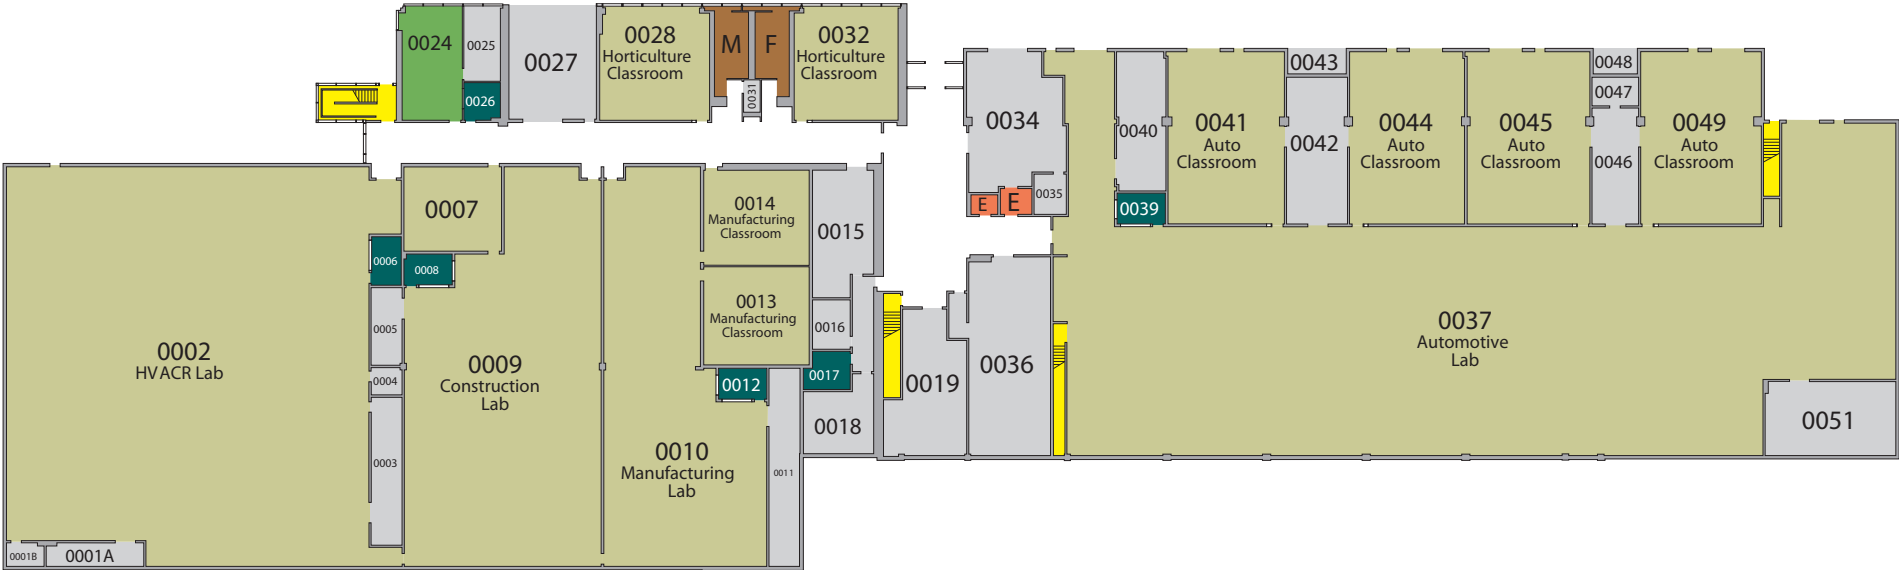 0024
0025
0026
0027
0028
Horticulture
Classroom
M
F
0031
0032
Horticulture
Classroom
0034
0035
E
E
0040
0039
0041
Auto
Classroom
0043
0042
0044
Auto
Classroom
0045
Auto
Classroom
0048
0047
0046
0049
Auto
Classroom
0002
HVACR Lab
0007
0006
0008
0005
0004
0003
0001B
0001A
0009
Construction
Lab
0014
Manufacturing
Classroom
0013
Manufacturing
Classroom
0015
0016
0017
0012
0018
0010
Manufacturing
Lab
0011
0019
0036
0037
Automotive
Lab
0051